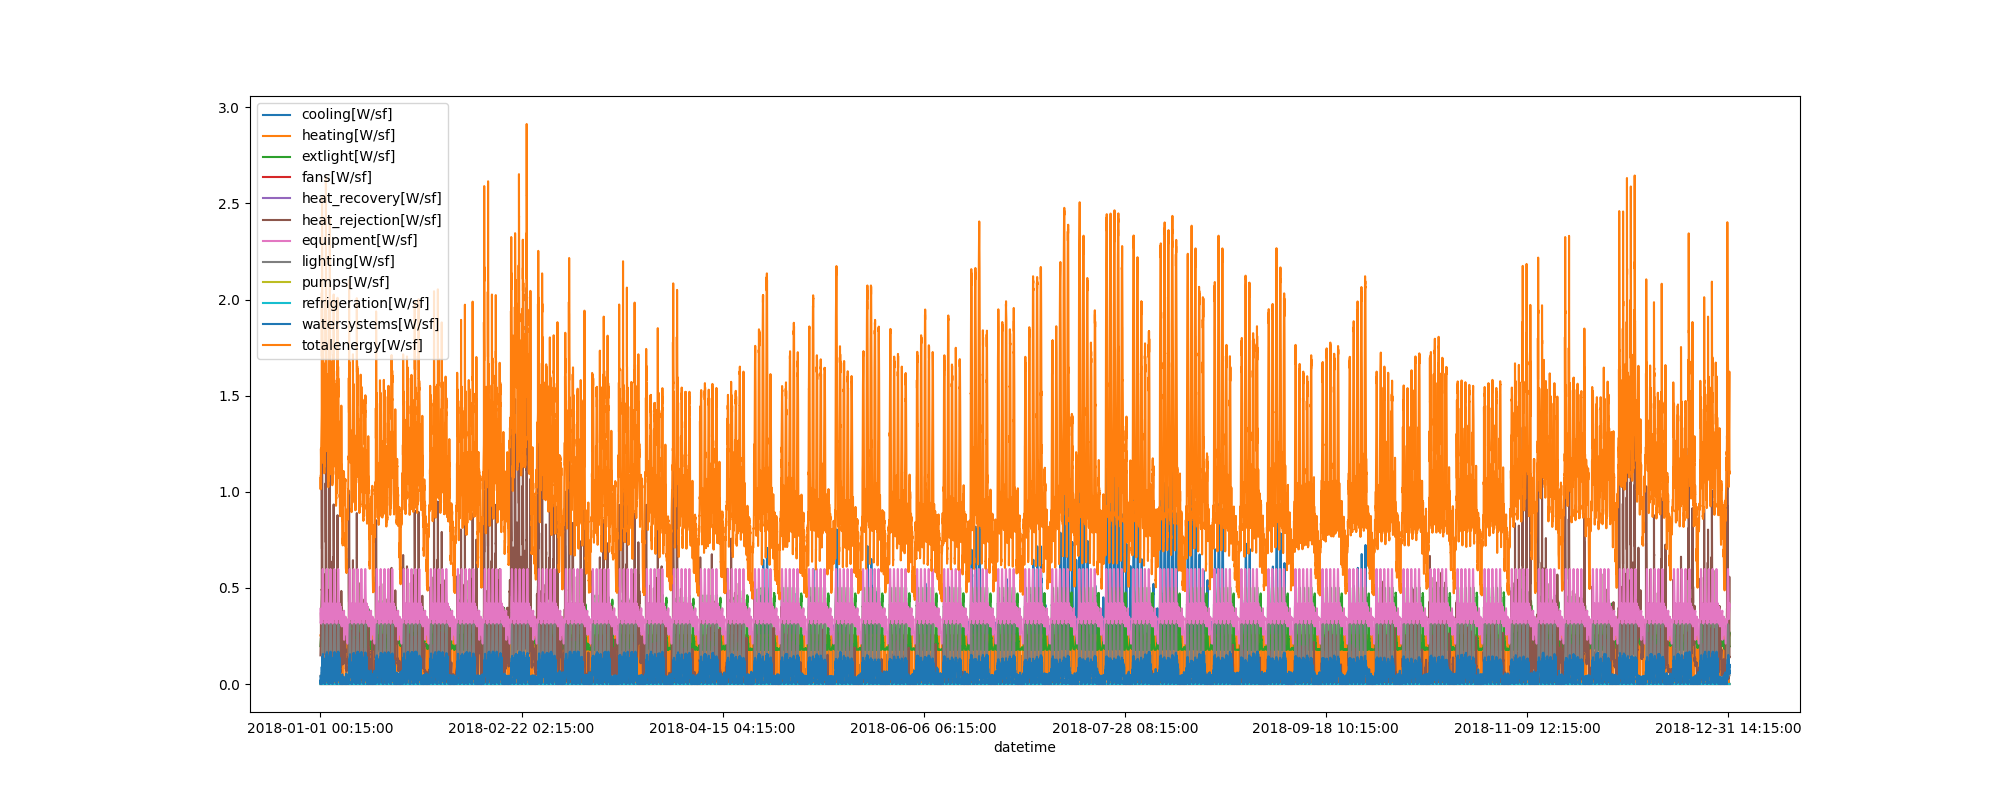 3.0
2.5
2.0
1.5
1.0
0.5
0.0
cooling[W/sf]
heating[W/sf]
extlight[W/sf]
fans[W/sf]
heat_recovery[W/sf]
heat_rejection[W/sf]
equipment[W/sf]
lighting[W/sf]
pumps[W/sf]
refrigeration[W/sf]
watersystems[W/sf]
totalenergy[W/sf]
2018-01-01 00:15:00 2018-02-22 02:15:00 2018-04-15 04:15:00 2018-06-06 06:15:00 2018-07-28 08:15:00 2018-09-18 10:15:00 2018-11-09 12:15:00 2018-12-31 14:15:00
datetime